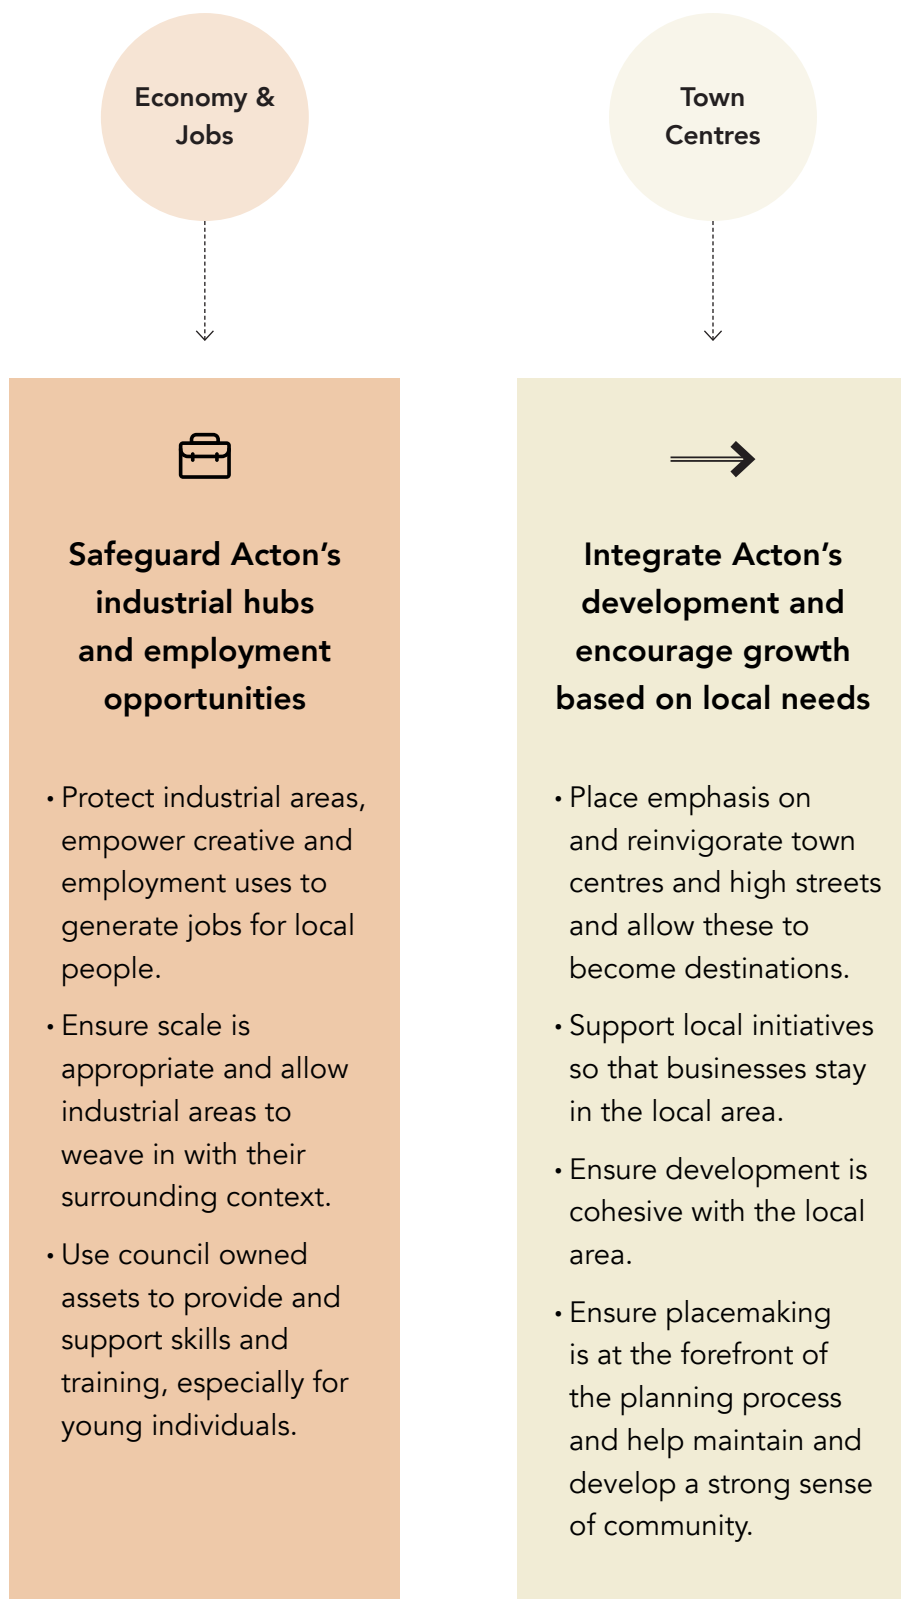 Economy &
Jobs
Safeguard Acton’s
industrial hubs
and employment
opportunities
• Protect industrial areas,
empower creative and
employment uses to
generate jobs for local
people.
• Ensure scale is
appropriate and allow
industrial areas to
weave in with their
surrounding context.
• Use council owned
assets to provide and
support skills and
training, especially for
young individuals.
Town
Centres
Integrate Acton’s
development and
encourage growth
based on local needs
• Place emphasis on
and reinvigorate town
centres and high streets
and allow these to
become destinations.
• Support local initiatives
so that businesses stay
in the local area.
• Ensure development is
cohesive with the local
area.
• Ensure placemaking
is at the forefront of
the planning process
and help maintain and
develop a strong sense
of community.